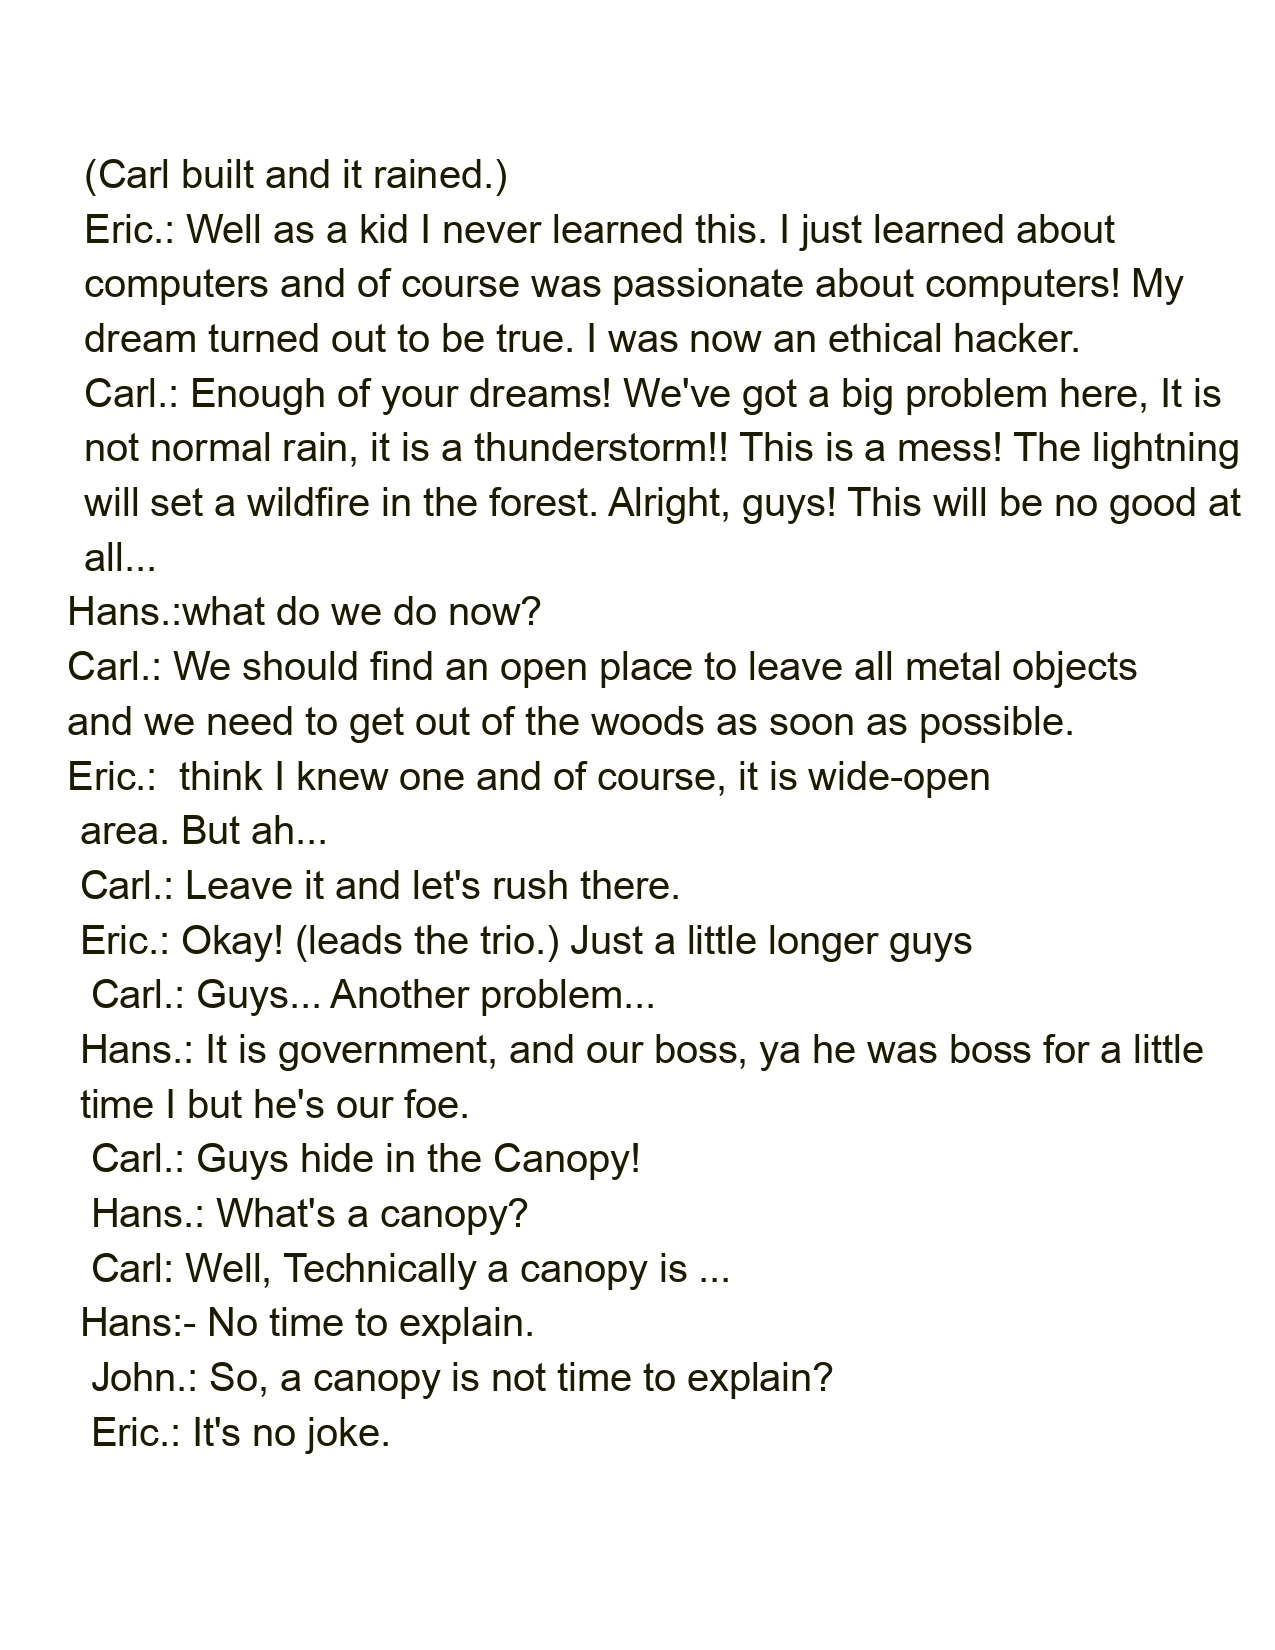 (Carl built and it rained.)
Eric.: Well as a kid I never learned this. I just learned about
computers and of course was passionate about computers! My
dream turned out to be true. I was now an ethical hacker.
Carl.: Enough of your dreams! We've got a big problem here, It is
not normal rain, it is a thunderstorm!! This is a mess! The lightning
will set a wildfire in the forest. Alright, guys! This will be no good at
all...
Hans.:what do we do now?
Carl.: We should find an open place to leave all metal objects
and we need to get out of the woods as soon as possible.
Eric.:  think I knew one and of course, it is wide-open
area. But ah...
Carl.: Leave it and let's rush there.
Eric.: Okay! (leads the trio.) Just a little longer guys
Carl.: Guys... Another problem...
Hans.: It is government, and our boss, ya he was boss for a little
time I but he's our foe.
Carl.: Guys hide in the Canopy!
Hans.: What's a canopy?
Carl: Well, Technically a canopy is ...
Hans:- No time to explain.
John.: So, a canopy is not time to explain?
Eric.: It's no joke.